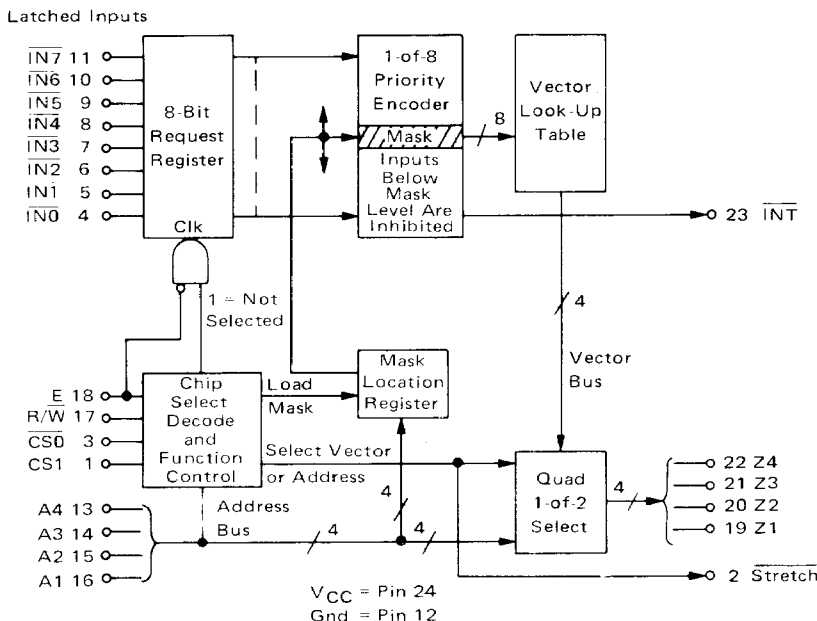 Latched Inputs
IN7 11
IN6 10
IN5 9
IN4 8
IN3 7
IN2 6
IN1 5
IN0 4
8-Bit
Request
Register
Clk
1-of-8
Priority
Encoder
Mask
Inputs
Below
Mask
Level Are
Inhibited
8
Vector
Look-Up
Table
23 INT
1 = Not
Selected
4
Vector
Bus
E 18
R/W 17
CS0 3
CS1 1
Chip
Select
Decode
and
Function
Control
Load
Mask
Mask
Location
Register
Select Vector
or Address
4
Quad
1-of-2
Select
4
22 Z4
21 Z3
20 Z2
19 Z1
A4 13
A3 14
A2 15
A1 16
Address
Bus
4
4
2 Stretch
VCC = Pin 24
Gnd = Pin 12